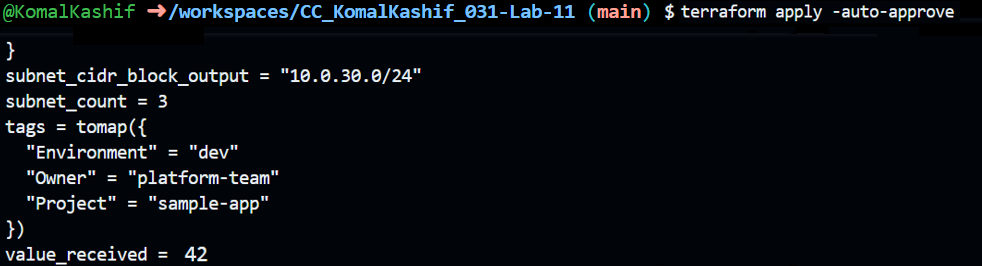 @KomalKashif ➜/workspaces/CC_KomalKashif_031-Lab-11 (main) $ terraform apply -auto-approve
}
subnet_cidr_block_output = "10.0.30.0/24"
subnet_count = 3
tags = tomap({
  "Environment" = "dev"
  "Owner" = "platform-team"
  "Project" = "sample-app"
})
value_received = 42